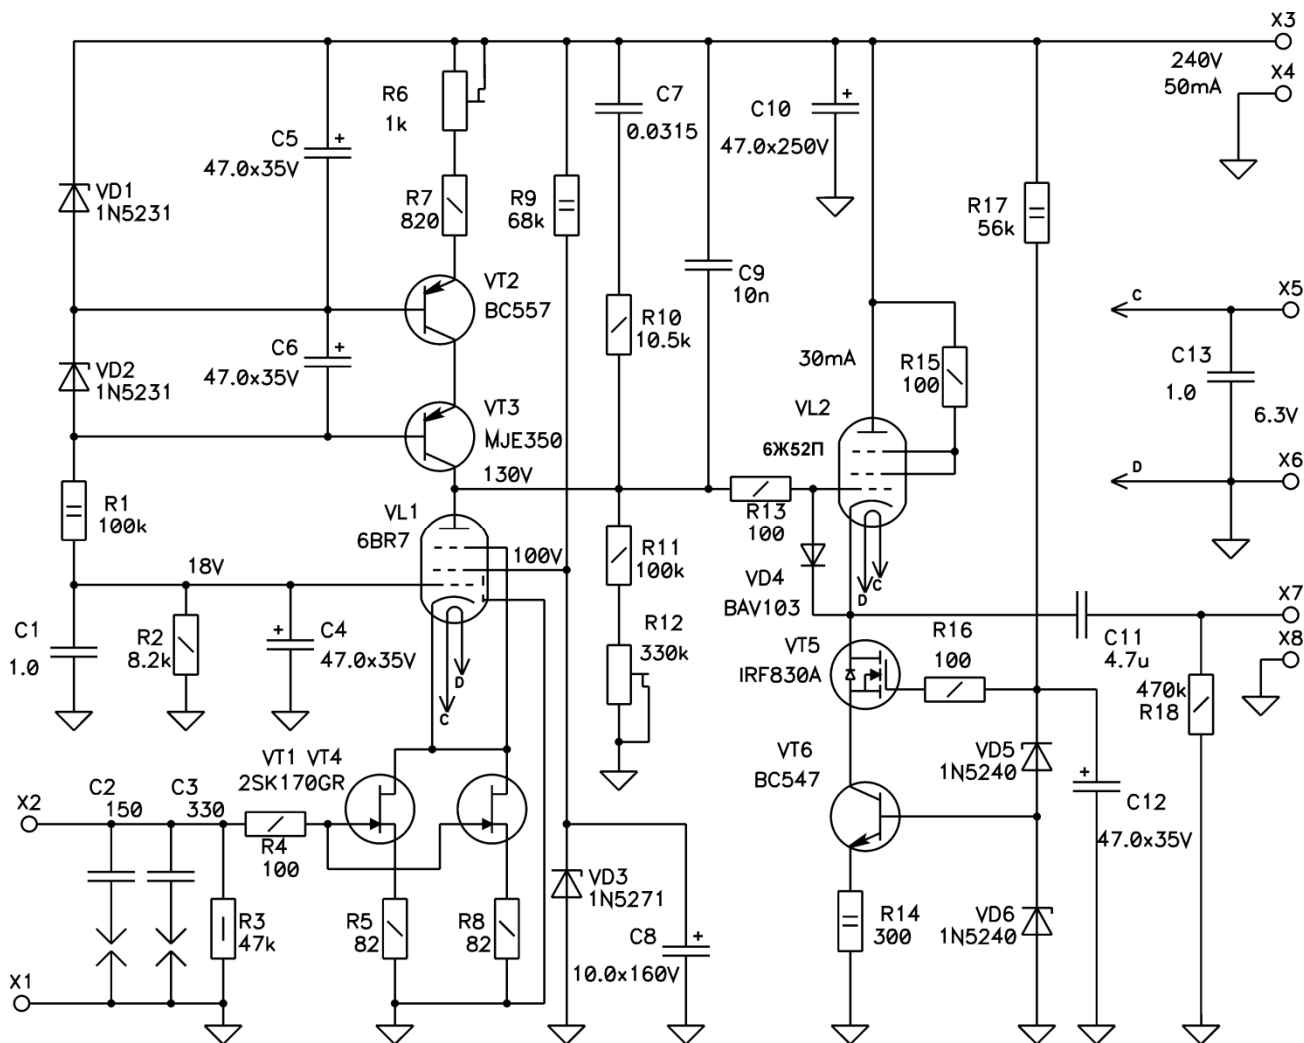 X3
240V
50mA
X4
R6
1k
C7
0.0315
C10
47.0x250V
C5
47.0x35V
VD1
1N5231
R7
820
R9
68k
R17
56k
VT2
BC557
C9
10n
C
X5
C6
47.0x35V
VD2
1N5231
R10
10.5k
30mA
R15
100
C13
1.0
6.3V
VT3
MJE350
130V
VL2
6Ж52П
D
X6
R1
100k
VL1
6BR7
100V
R13
100
R11
100k
18V
VD4
BAV103
D
C
X7
C1
1.0
R2
8.2k
C4
47.0x35V
R12
330k
VT5
IRF830A
R16
100
C11
4.7u
X8
D
C
470k
R18
VT1 VT4
2SK170GR
VT6
BC547
VD5
1N5240
C12
47.0x35V
X2
C2
150
C3
330
R4
100
VD3
1N5271
R3
47k
R5
82
R8
82
C8
10.0x160V
R14
300
VD6
1N5240
X1